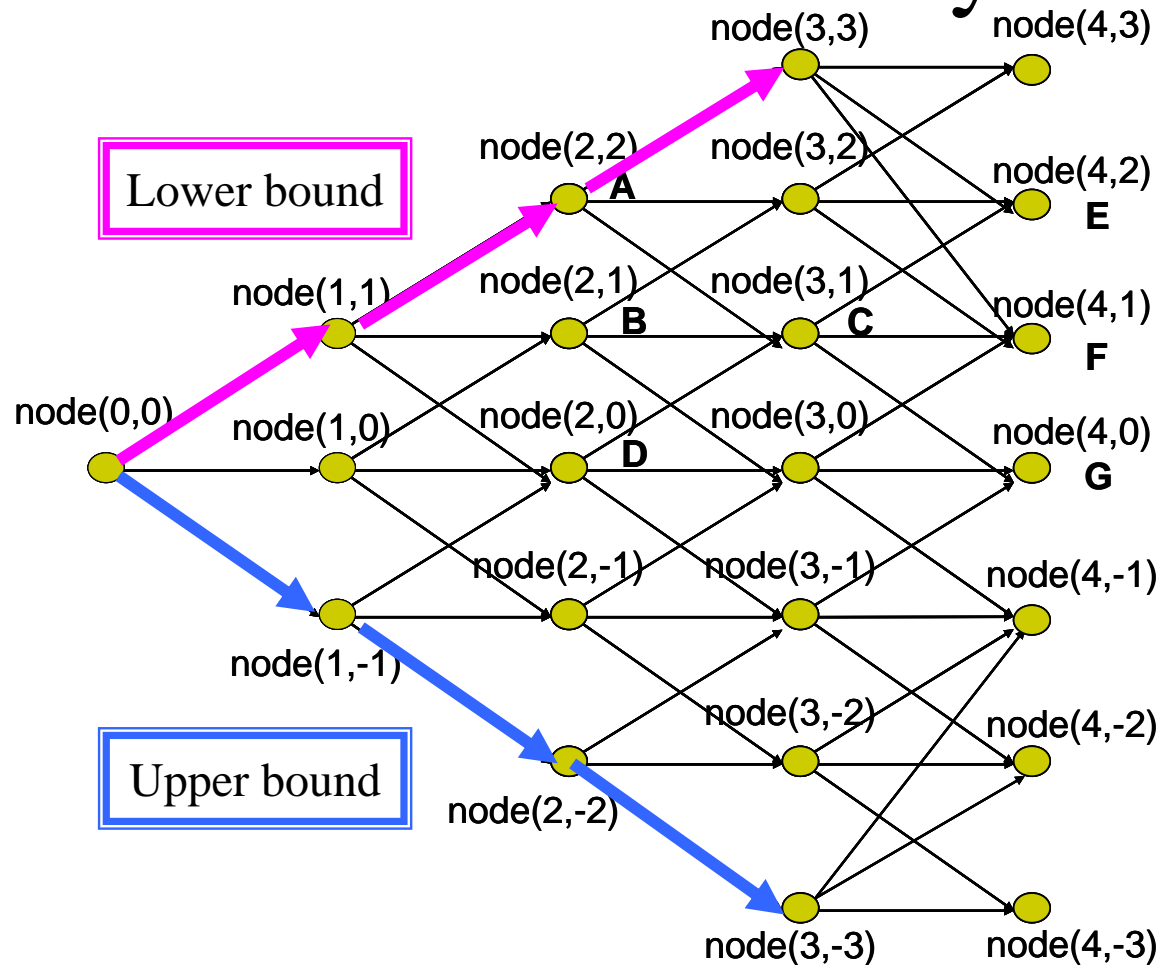 y
node(3,3) node(4,3)
node(2,2) node(3,2) node(4,2)
Lower bound
A
E
node(1,1) node(2,1) node(3,1) node(4,1)
B C
F
node(0,0) node(1,0) node(2,0) node(3,0) node(4,0)
D
G
node(2,-1) node(3,-1) node(4,-1)
node(1,-1)
node(3,-2) node(4,-2)
Upper bound
node(2,-2)
node(3,-3) node(4,-3)